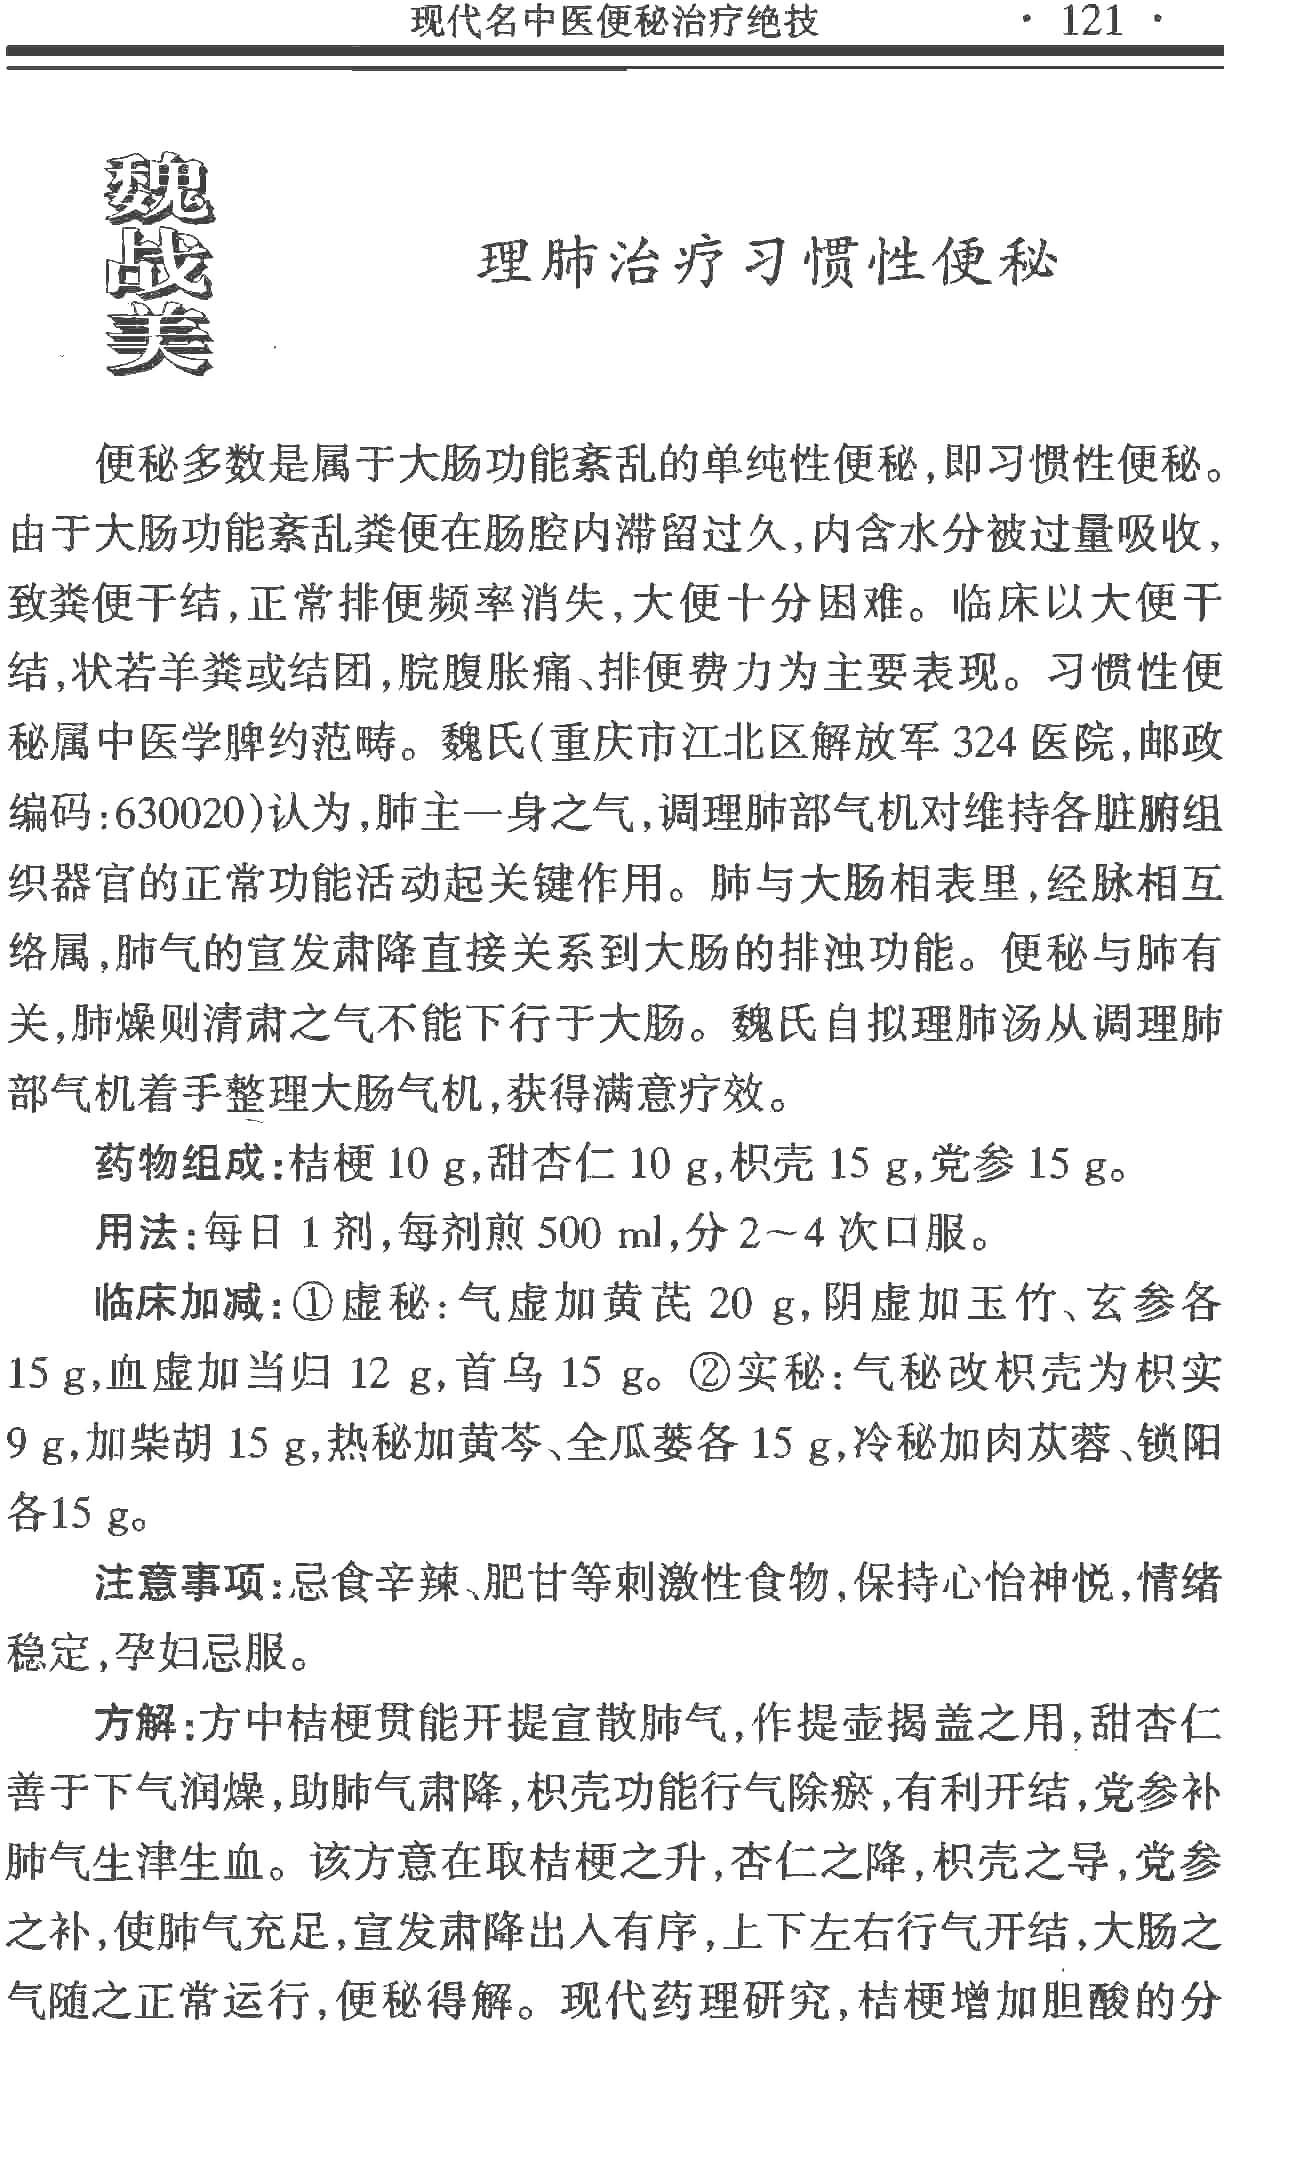 现代名中医便秘治疗绝技 · 121 ·
魏战美
理肺治疗习惯性便秘
便秘多数是属于大肠功能紊乱的单纯性便秘,即习惯性便秘。
由于大肠功能紊乱粪便在肠腔内滞留过久,内含水分被过量吸收,
致粪便干结,正常排便频率消失,大便十分困难。临床以大便干
结,状若羊粪或结团,脘腹胀痛、排便费力为主要表现。习惯性便
秘属中医学脾约范畴。魏氏(重庆市江北区解放军 324 医院,邮政
编码:630020)认为,肺主一身之气,调理肺部气机对维持各脏腑组
织器官的正常功能活动起关键作用。肺与大肠相表里,经脉相互
络属,肺气的宣发肃降直接关系到大肠的排浊功能。便秘与肺有
关,肺燥则清肃之气不能下行于大肠。魏氏自拟理肺汤从调理肺
部气机着手整理大肠气机,获得满意疗效。
药物组成:桔梗 10 g,甜杏仁 10 g,枳壳 15 g,党参 15 g。
用法:每日 1 剂,每剂煎 500 ml,分 2~4 次口服。
临床加减:①虚秘:气虚加黄芪 20 g,阴虚加玉竹、玄参各
15 g,血虚加当归 12 g,首乌 15 g。②实秘:气秘改枳壳为枳实
9 g,加柴胡 15 g,热秘加黄芩、全瓜蒌各 15 g,冷秘加肉苁蓉、锁阳
各15 g。
注意事项:忌食辛辣、肥甘等刺激性食物,保持心怡神悦,情绪
稳定,孕妇忌服。
方解:方中桔梗贯能开提宣散肺气,作提壶揭盖之用,甜杏仁
善于下气润燥,助肺气肃降,枳壳功能行气除瘀,有利开结,党参补
肺气生津生血。该方意在取桔梗之升,杏仁之降,枳壳之导,党参
之补,使肺气充足,宣发肃降出入有序,上下左右行气开结,大肠之
气随之正常运行,便秘得解。现代药理研究,桔梗增加胆酸的分